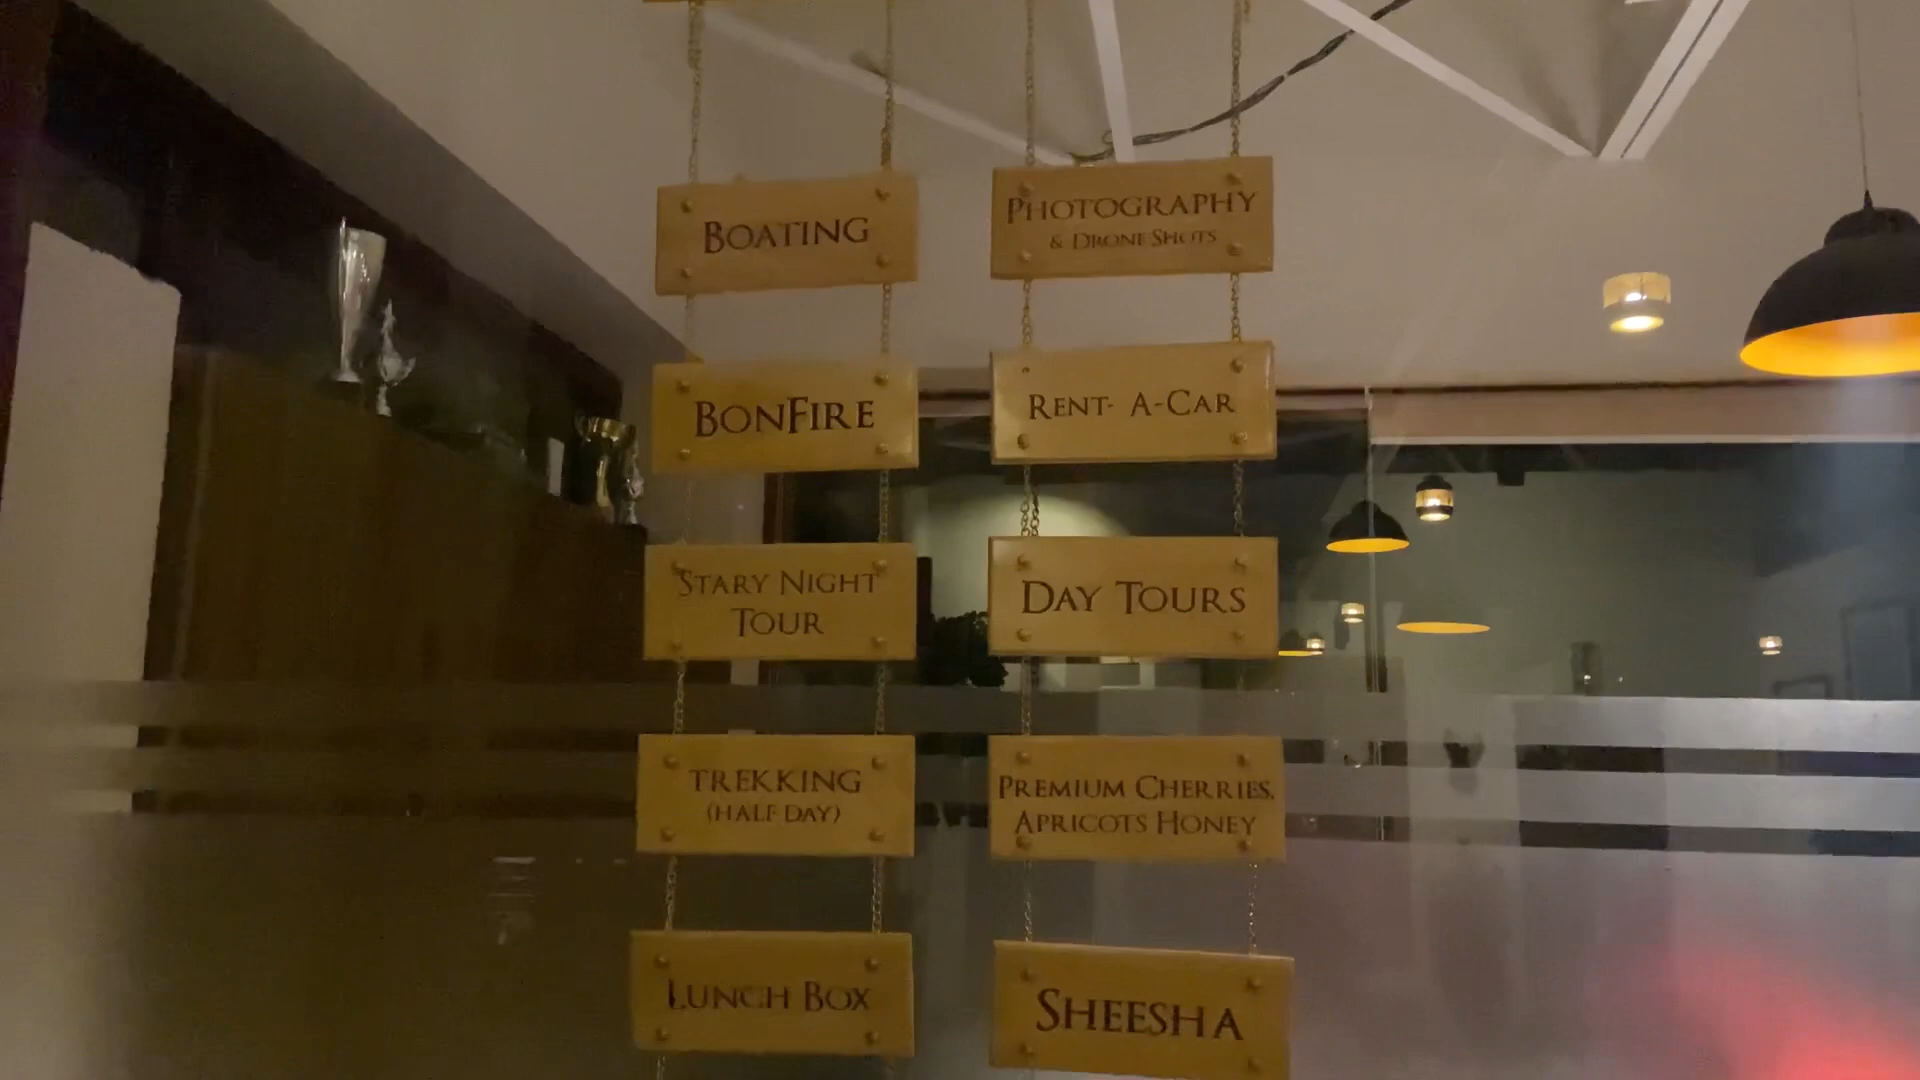 BOATING
BONFIRE
STARY NIGHT
TOUR
TREKKING
(HALF DAY)
LUNCH BOX
PHOTOGRAPHY
& DRONE SHOTS
RENT- A-CAR
DAY TOURS
PREMIUM CHERRIES,
APRICOTS HONEY
SHEESHA